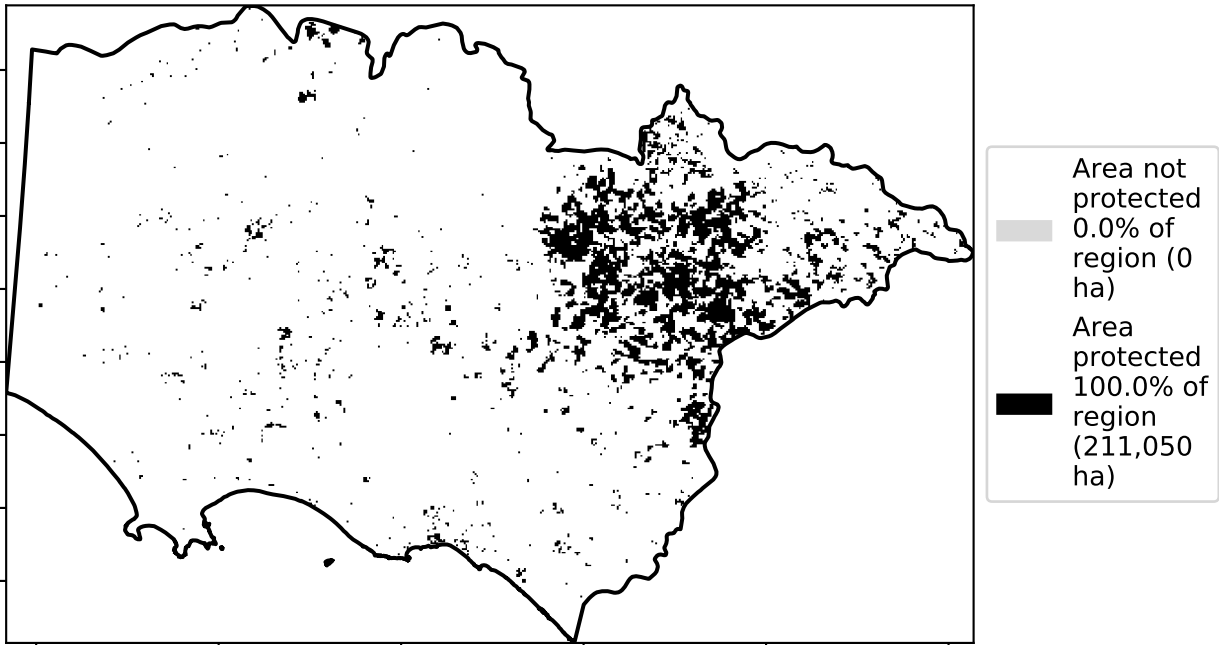 Area not
protected
0.0% of
region (0
ha)
Area
protected
100.0% of
region
(211,050
ha)